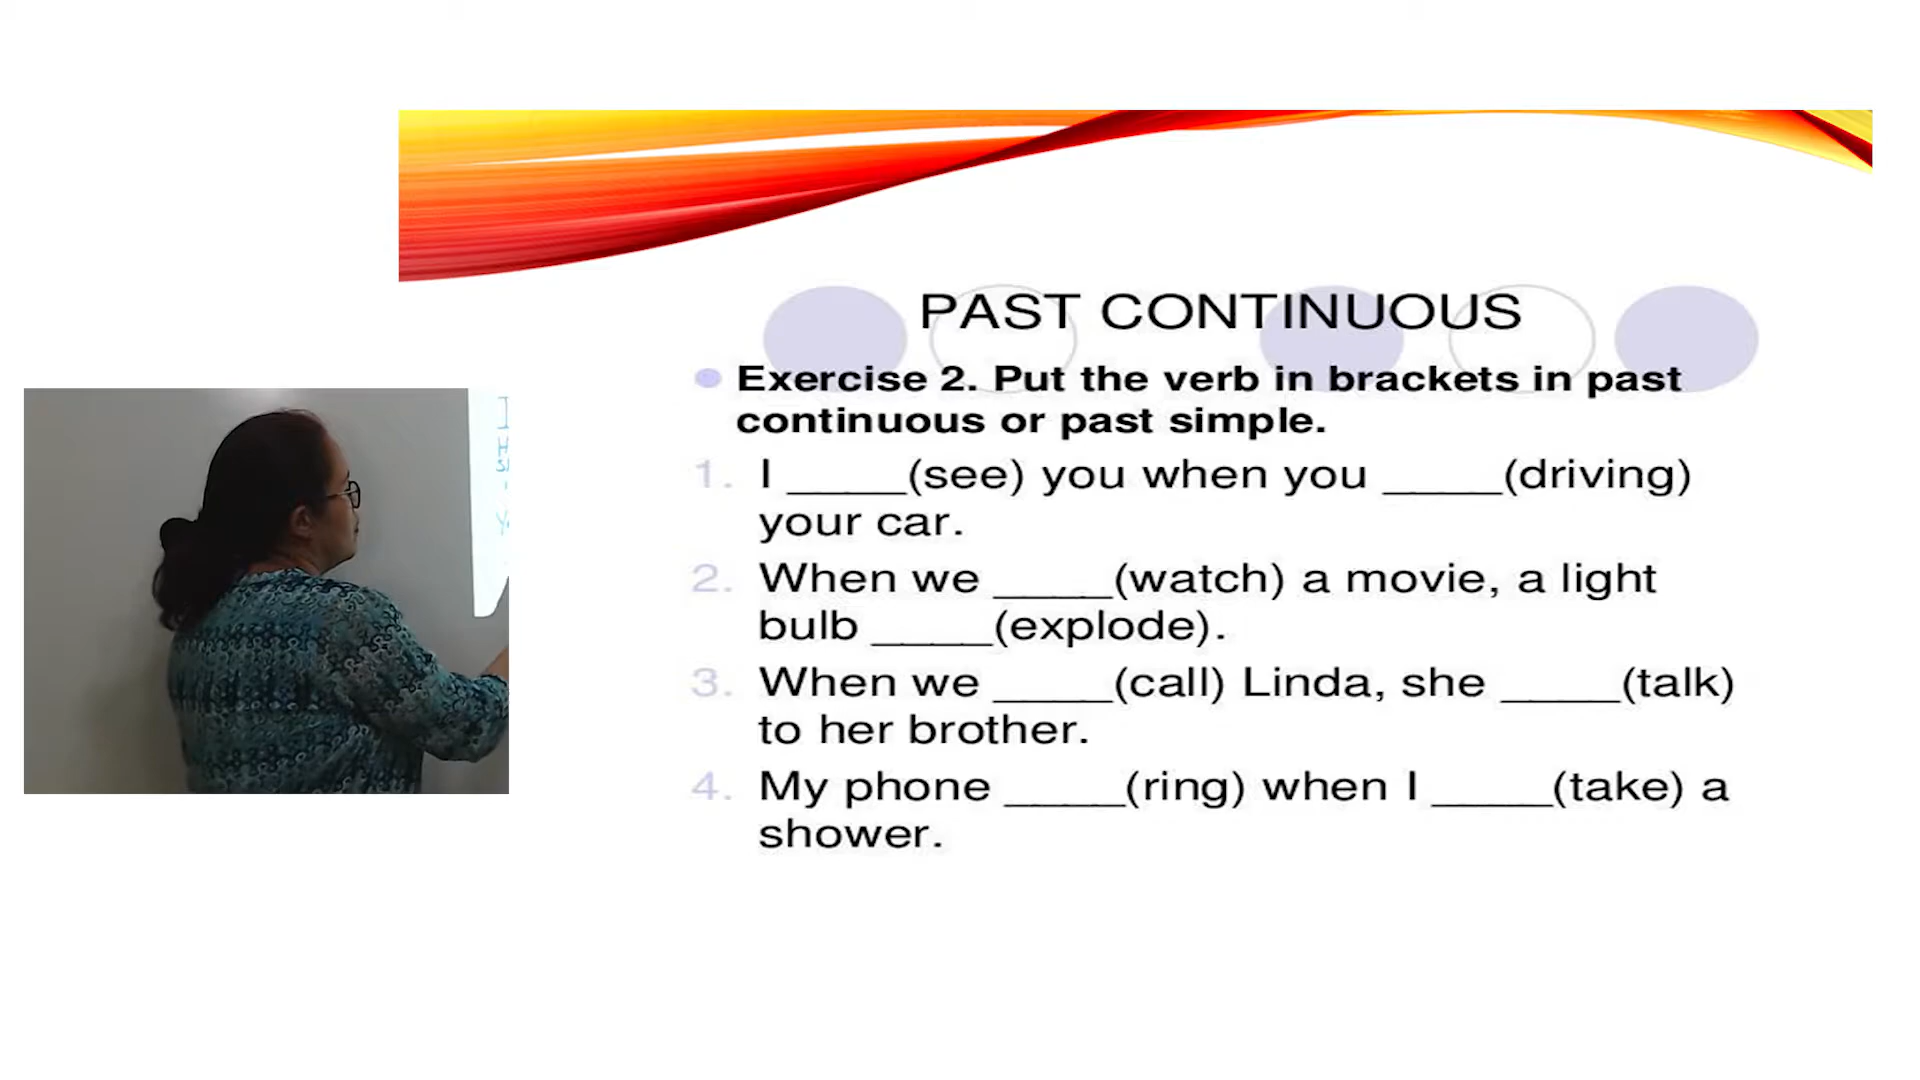 PAST CONTINUOUS
Exercise 2. Put the verb in brackets in past
continuous or past simple.
1. I _____(see) you when you _____(driving)
your car.
2. When we _____(watch) a movie, a light
bulb _____(explode).
3. When we _____(call) Linda, she _____(talk)
to her brother.
4. My phone _____(ring) when I _____(take) a
shower.